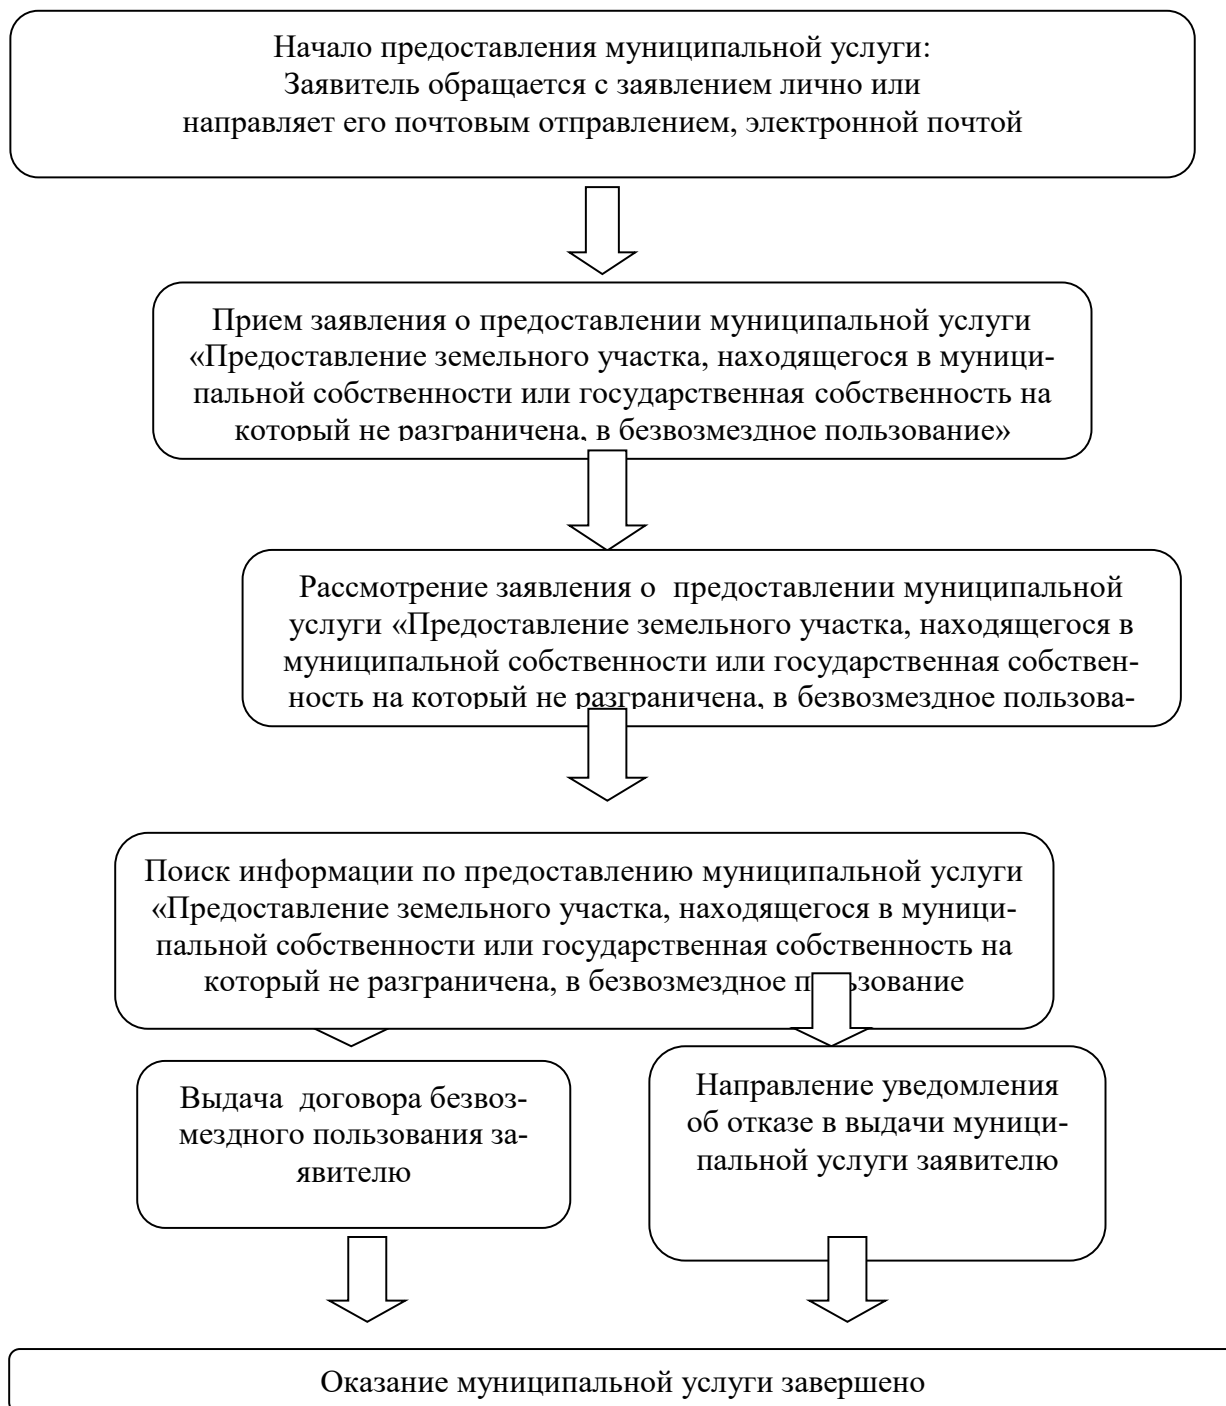 Начало предоставления муниципальной услуги:
Заявитель обращается с заявлением лично или
направляет его почтовым отправлением, электронной почтой
Прием заявления о предоставлении муниципальной услуги
«Предоставление земельного участка, находящегося в муници-
пальной собственности или государственная собственность на
который не разграничена, в безвозмездное пользование»
Рассмотрение заявления о предоставлении муниципальной
услуги «Предоставление земельного участка, находящегося в
муниципальной собственности или государственная собствен-
ность на который не разграничена, в безвозмездное пользова-
Поиск информации по предоставлению муниципальной услуги
«Предоставление земельного участка, находящегося в муници-
пальной собственности или государственная собственность на
который не разграничена, в безвозмездное пользование
Выдача договора безвоз-
мездного пользования за-
явителю
Направление уведомления
об отказе в выдачи муници-
пальной услуги заявителю
Оказание муниципальной услуги завершено